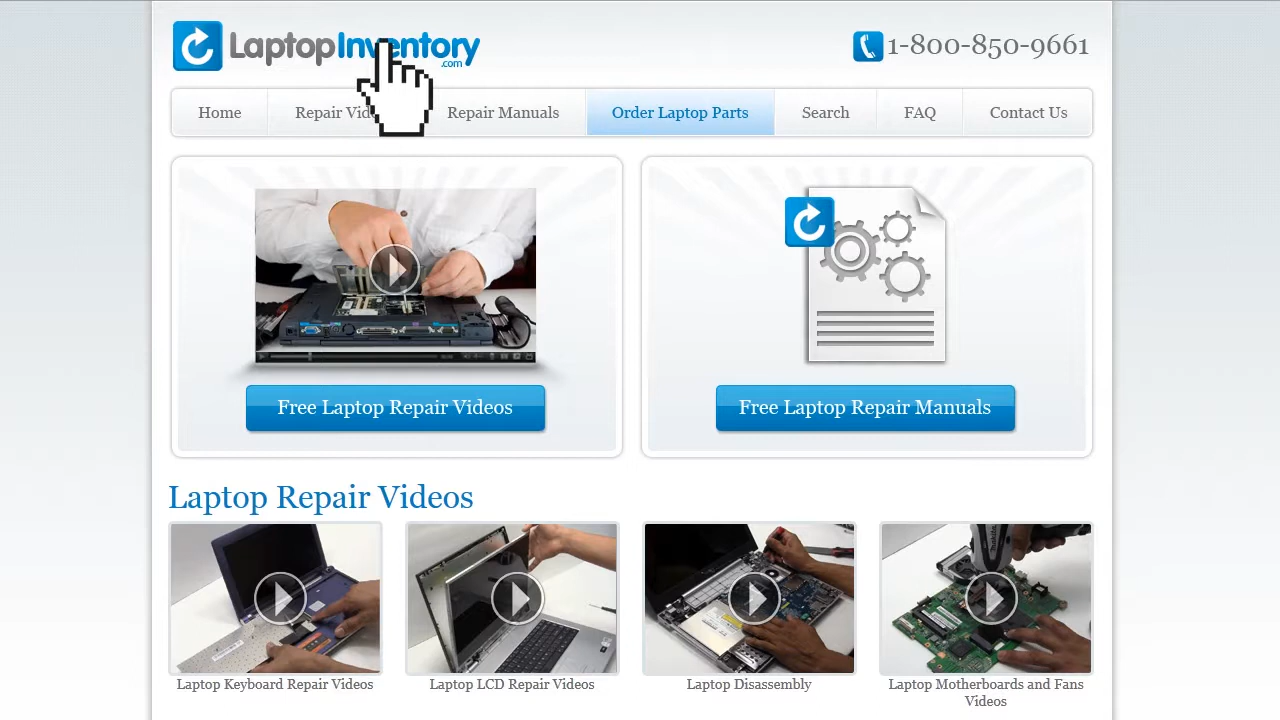 LaptopInventory
.com
1-800-850-9661
Home
Repair Vid
Repair Manuals
Order Laptop Parts
Search
FAQ
Contact Us
Free Laptop Repair Videos
Free Laptop Repair Manuals
Laptop Repair Videos
Laptop Keyboard Repair Videos
Laptop LCD Repair Videos
Laptop Disassembly
Laptop Motherboards and Fans
Videos